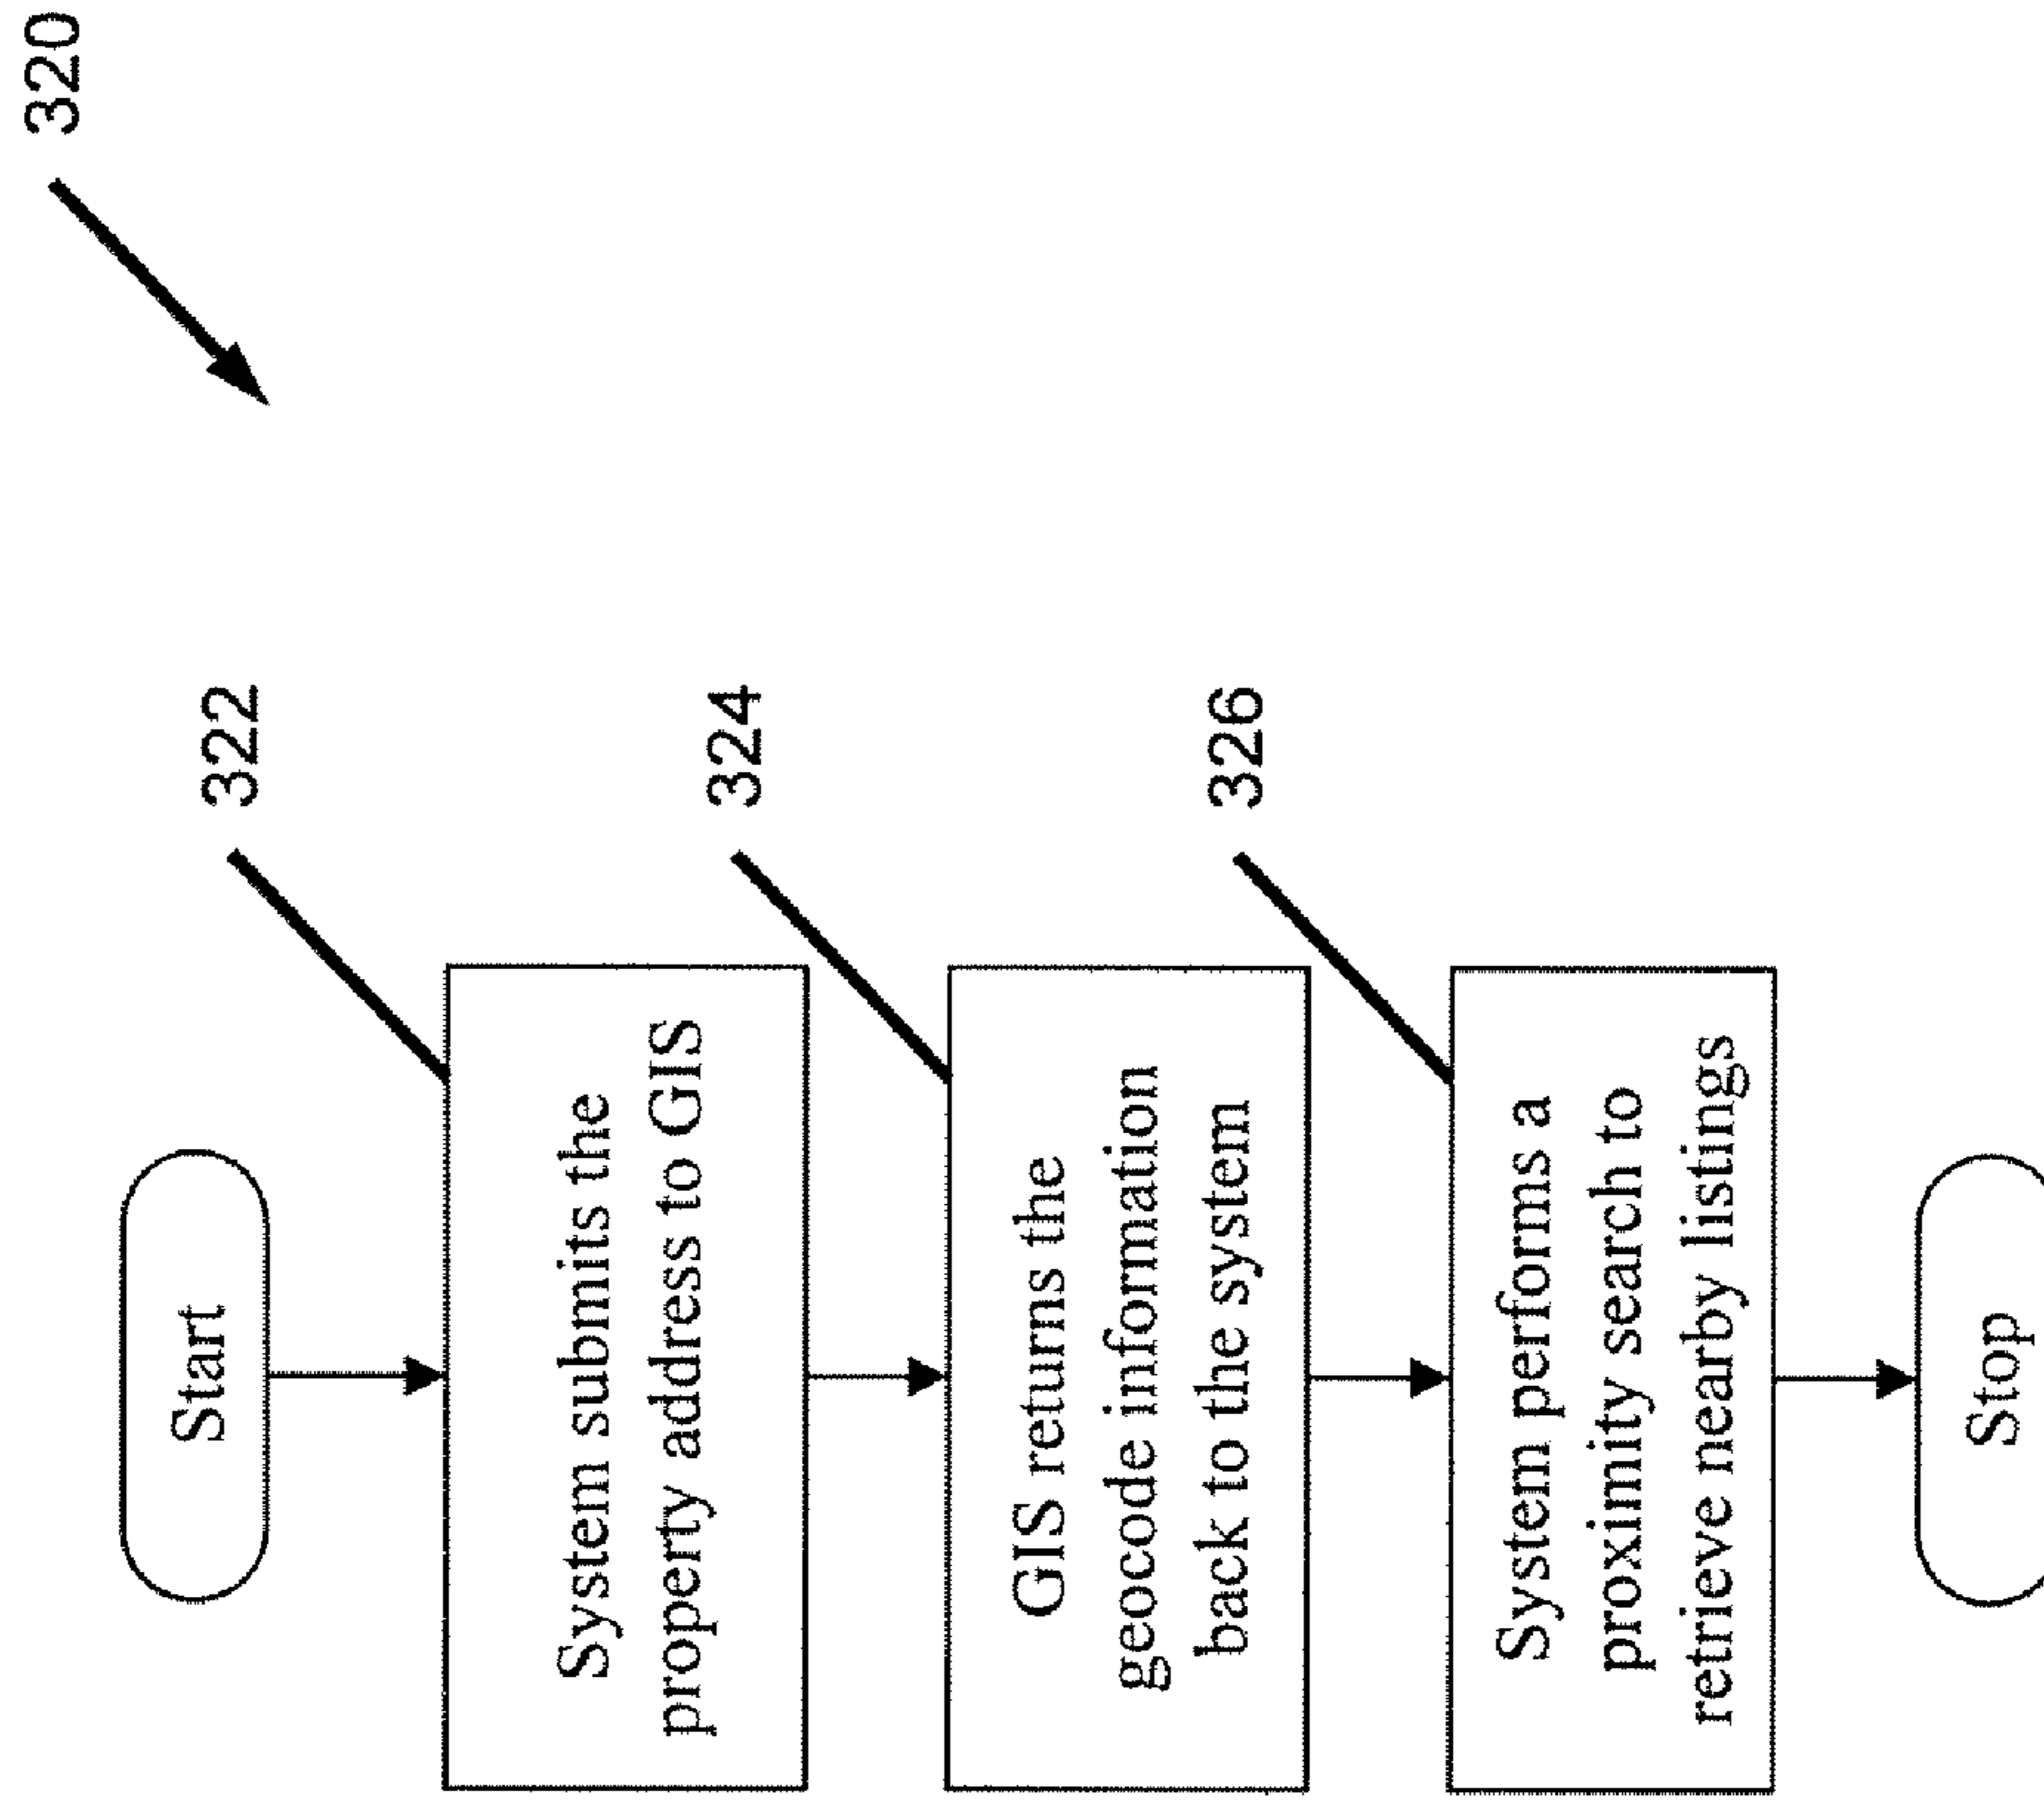 320
Start
322
System submits the
property address to GIS
324
GIS returns the
geocode information
back to the system
326
System performs a
proximity search to
retrieve nearby listings
Stop